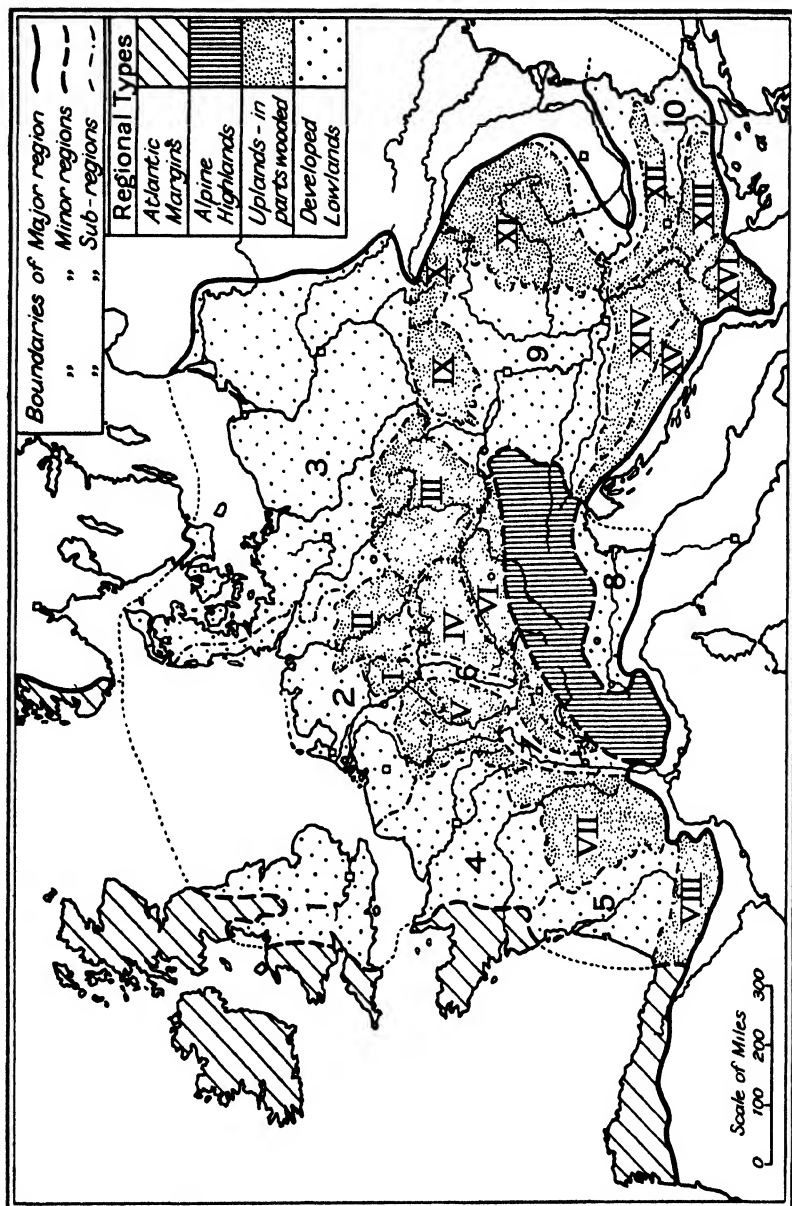 Boundaries of Major region
" " Minor regions
" " Sub-regions
Regional Types
Atlantic
Margins
Alpine
Highlands
Uplands - in
parts wooded
Developed
Lowlands
1
2
3
4
5
6
7
8
9
10
I
II
III
IV
V
VI
VII
VIII
IX
X
XI
XII
XIII
XIV
XV
XVI
Scale of Miles
0 100 200 300